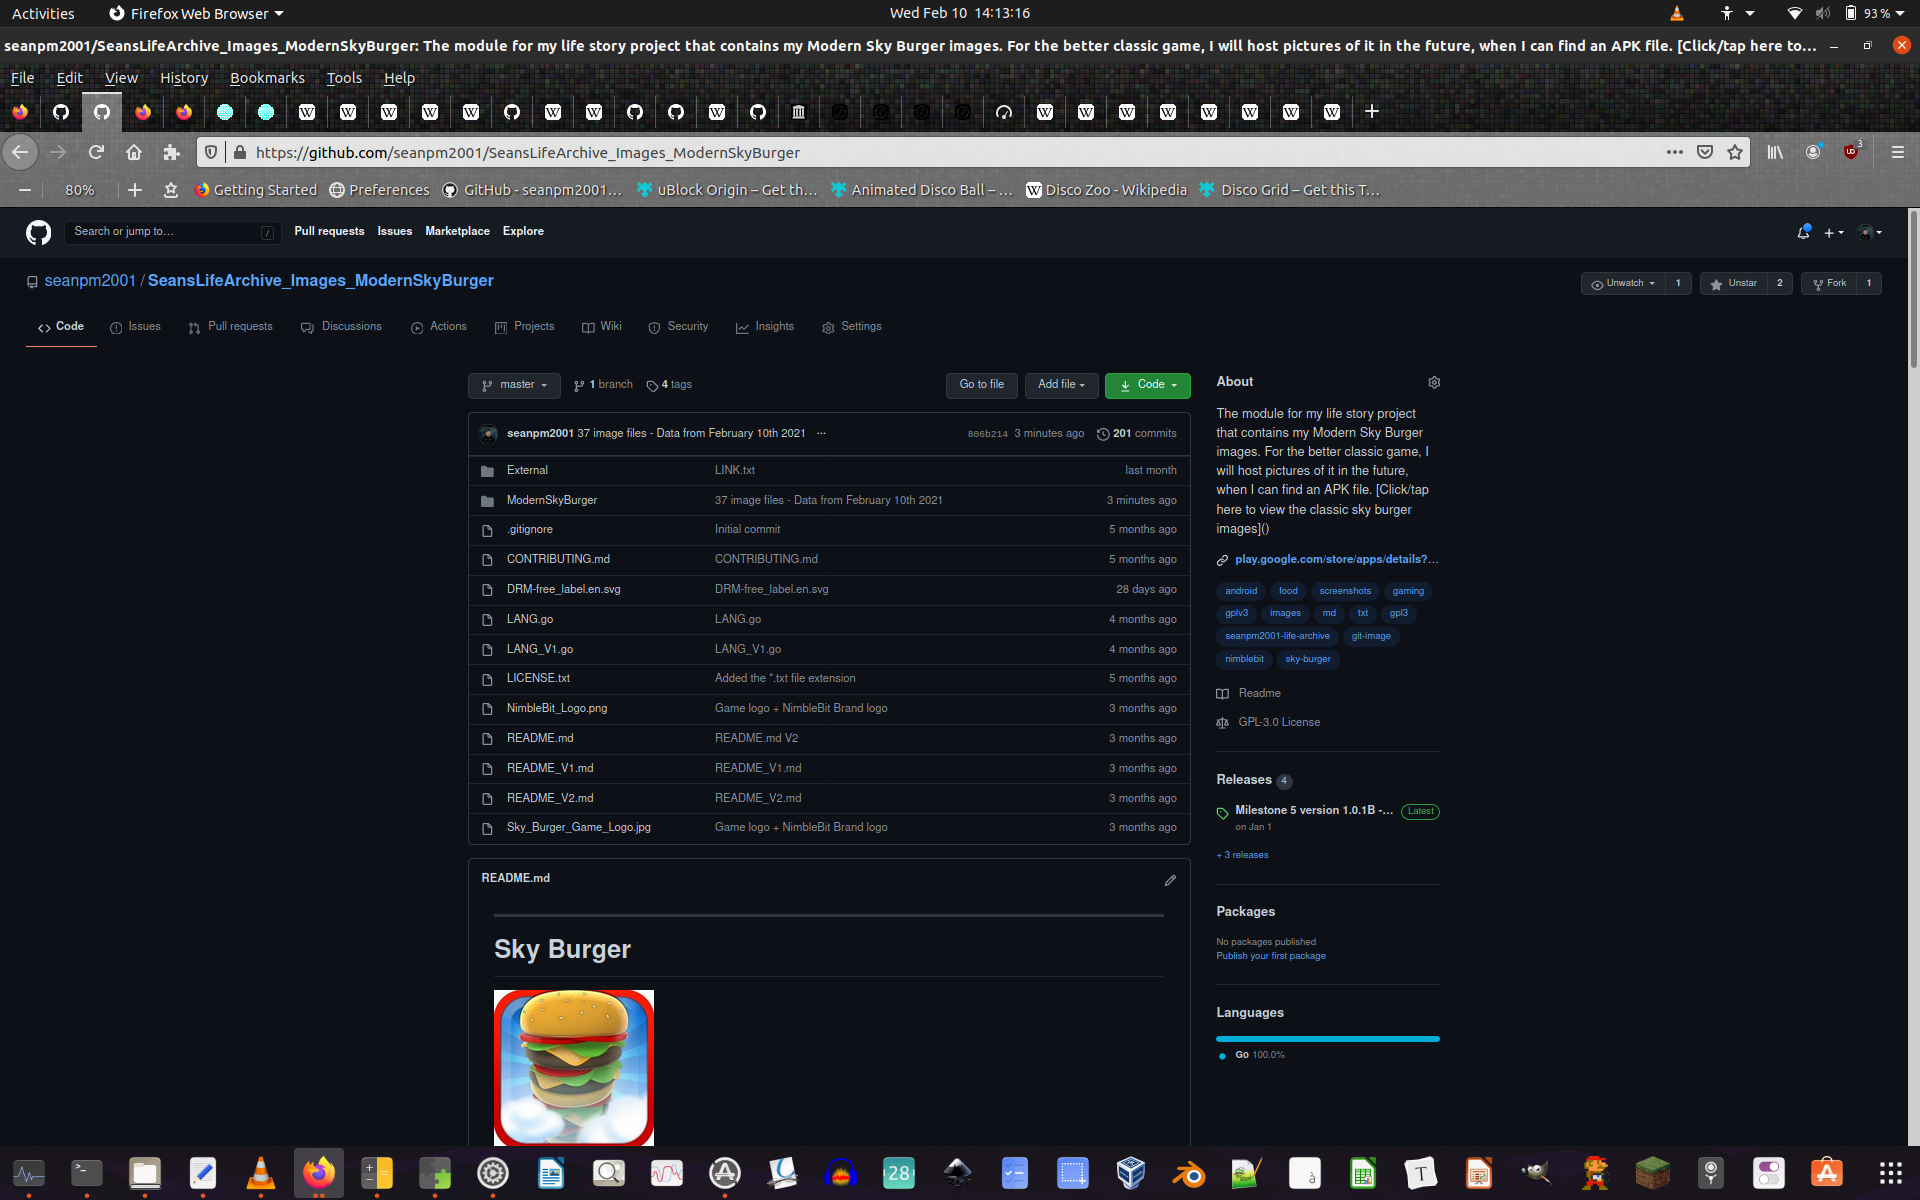 Activities
Firefox Web Browser
Wed Feb 10 14:13:16
93 %
seanpm2001/SeansLifeArchive_Images_ModernSkyBurger: The module for my life story project that contains my Modern Sky Burger images. For the better classic game, I will host pictures of it in the future, when I can find an APK file. [Click/tap here to...
File Edit View History Bookmarks Tools Help
https://github.com/seanpm2001/SeansLifeArchive_Images_ModernSkyBurger
3
80%
Getting Started
Preferences
GitHub - seanpm2001...
uBlock Origin – Get th...
Animated Disco Ball – ...
Disco Zoo - Wikipedia
Disco Grid – Get this T...
Search or jump to...
/
Pull requests Issues Marketplace Explore
seanpm2001 / SeansLifeArchive_Images_ModernSkyBurger
Unwatch 1
Unstar 2
Fork 1
Code
Issues
Pull requests
Discussions
Actions
Projects
Wiki
Security
Insights
Settings
master
1 branch
4 tags
Go to file
Add file
Code
seanpm2001 37 image files - Data from February 10th 2021 ...
806b214 3 minutes ago
201 commits
External LINK.txt last month
ModernSkyBurger 37 image files - Data from February 10th 2021 3 minutes ago
.gitignore Initial commit 5 months ago
CONTRIBUTING.md CONTRIBUTING.md 5 months ago
DRM-free_label.en.svg DRM-free_label.en.svg 28 days ago
LANG.go LANG.go 4 months ago
LANG_V1.go LANG_V1.go 4 months ago
LICENSE.txt Added the *.txt file extension 5 months ago
NimbleBit_Logo.png Game logo + NimbleBit Brand logo 3 months ago
README.md README.md V2 3 months ago
README_V1.md README_V1.md 3 months ago
README_V2.md README_V2.md 3 months ago
Sky_Burger_Game_Logo.jpg Game logo + NimbleBit Brand logo 3 months ago
README.md
Sky Burger
About
The module for my life story project
that contains my Modern Sky Burger
images. For the better classic game, I
will host pictures of it in the future,
when I can find an APK file. [Click/tap
here to view the classic sky burger
images]()
play.google.com/store/apps/details?...
android food screenshots gaming
gplv3 images md txt gpl3
seanpm2001-life-archive git-image
nimblebit sky-burger
Readme
GPL-3.0 License
Releases 4
Milestone 5 version 1.0.1B -... Latest
on Jan 1
+ 3 releases
Packages
No packages published
Publish your first package
Languages
Go 100.0%
28